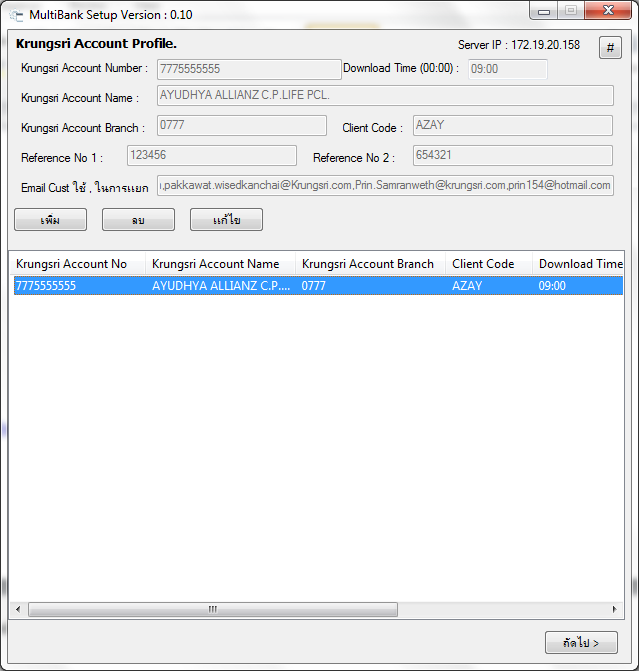 MultiBank Setup Version : 0.10
Krungsri Account Profile.
Server IP : 172.19.20.158
#
Krungsri Account Number : 7775555555 Download Time (00:00) : 09:00
Krungsri Account Name : AYUDHYA ALLIANZ C.P.LIFE PCL.
Krungsri Account Branch : 0777 Client Code : AZAY
Reference No 1 : 123456 Reference No 2 : 654321
Email Cust ใช้ , ในการแยก ,pakkawat.wisedkanchai@Krungsri.com,Prin.Samranweth@krungsri.com,prin154@hotmail.com
เพิ่ม ลบ แก้ไข
Krungsri Account No Krungsri Account Name Krungsri Account Branch Client Code Download Time
7775555555 AYUDHYA ALLIANZ C.P.... 0777 AZAY 09:00
ถัดไป >